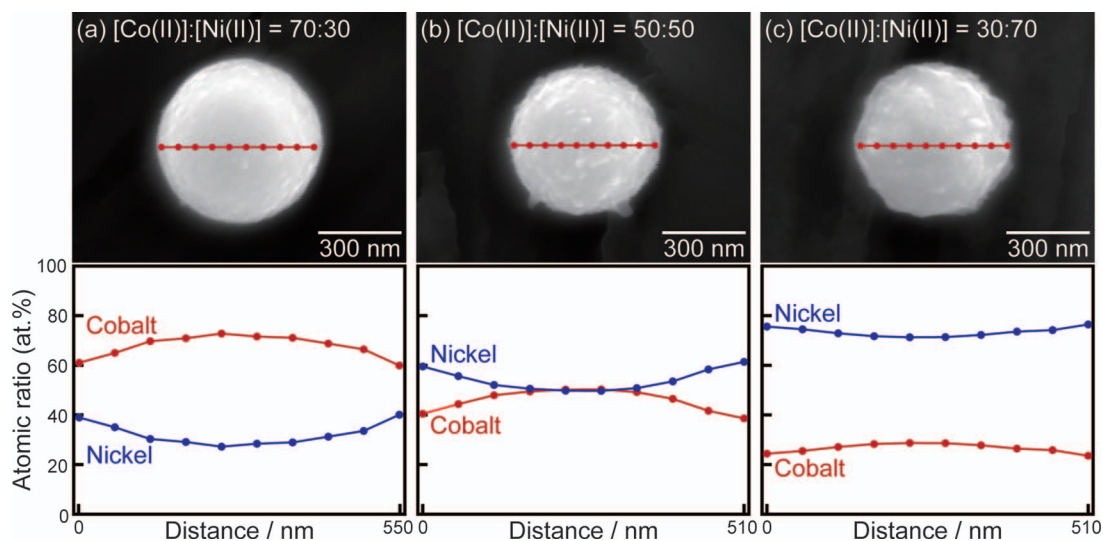 (a) [Co(II)]:[Ni(II)] = 70:30
(b) [Co(II)]:[Ni(II)] = 50:50
(c) [Co(II)]:[Ni(II)] = 30:70
300 nm
300 nm
300 nm
Atomic ratio (at.%)
100
80
60
40
20
0
Cobalt
Nickel
0
Distance / nm
550
Nickel
Cobalt
0
Distance / nm
510
Nickel
Cobalt
0
Distance / nm
510